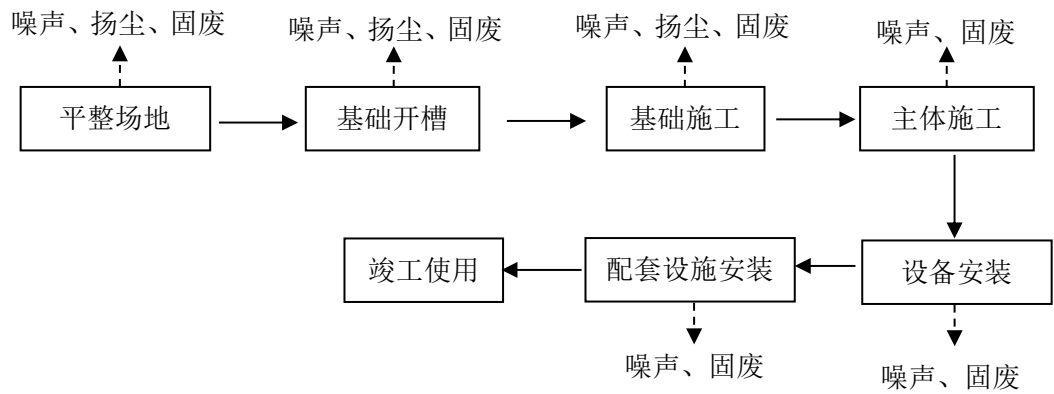 噪声、扬尘、固废
噪声、扬尘、固废
噪声、扬尘、固废
噪声、固废
平整场地
基础开槽
基础施工
主体施工
竣工使用
配套设施安装
设备安装
噪声、固废
噪声、固废